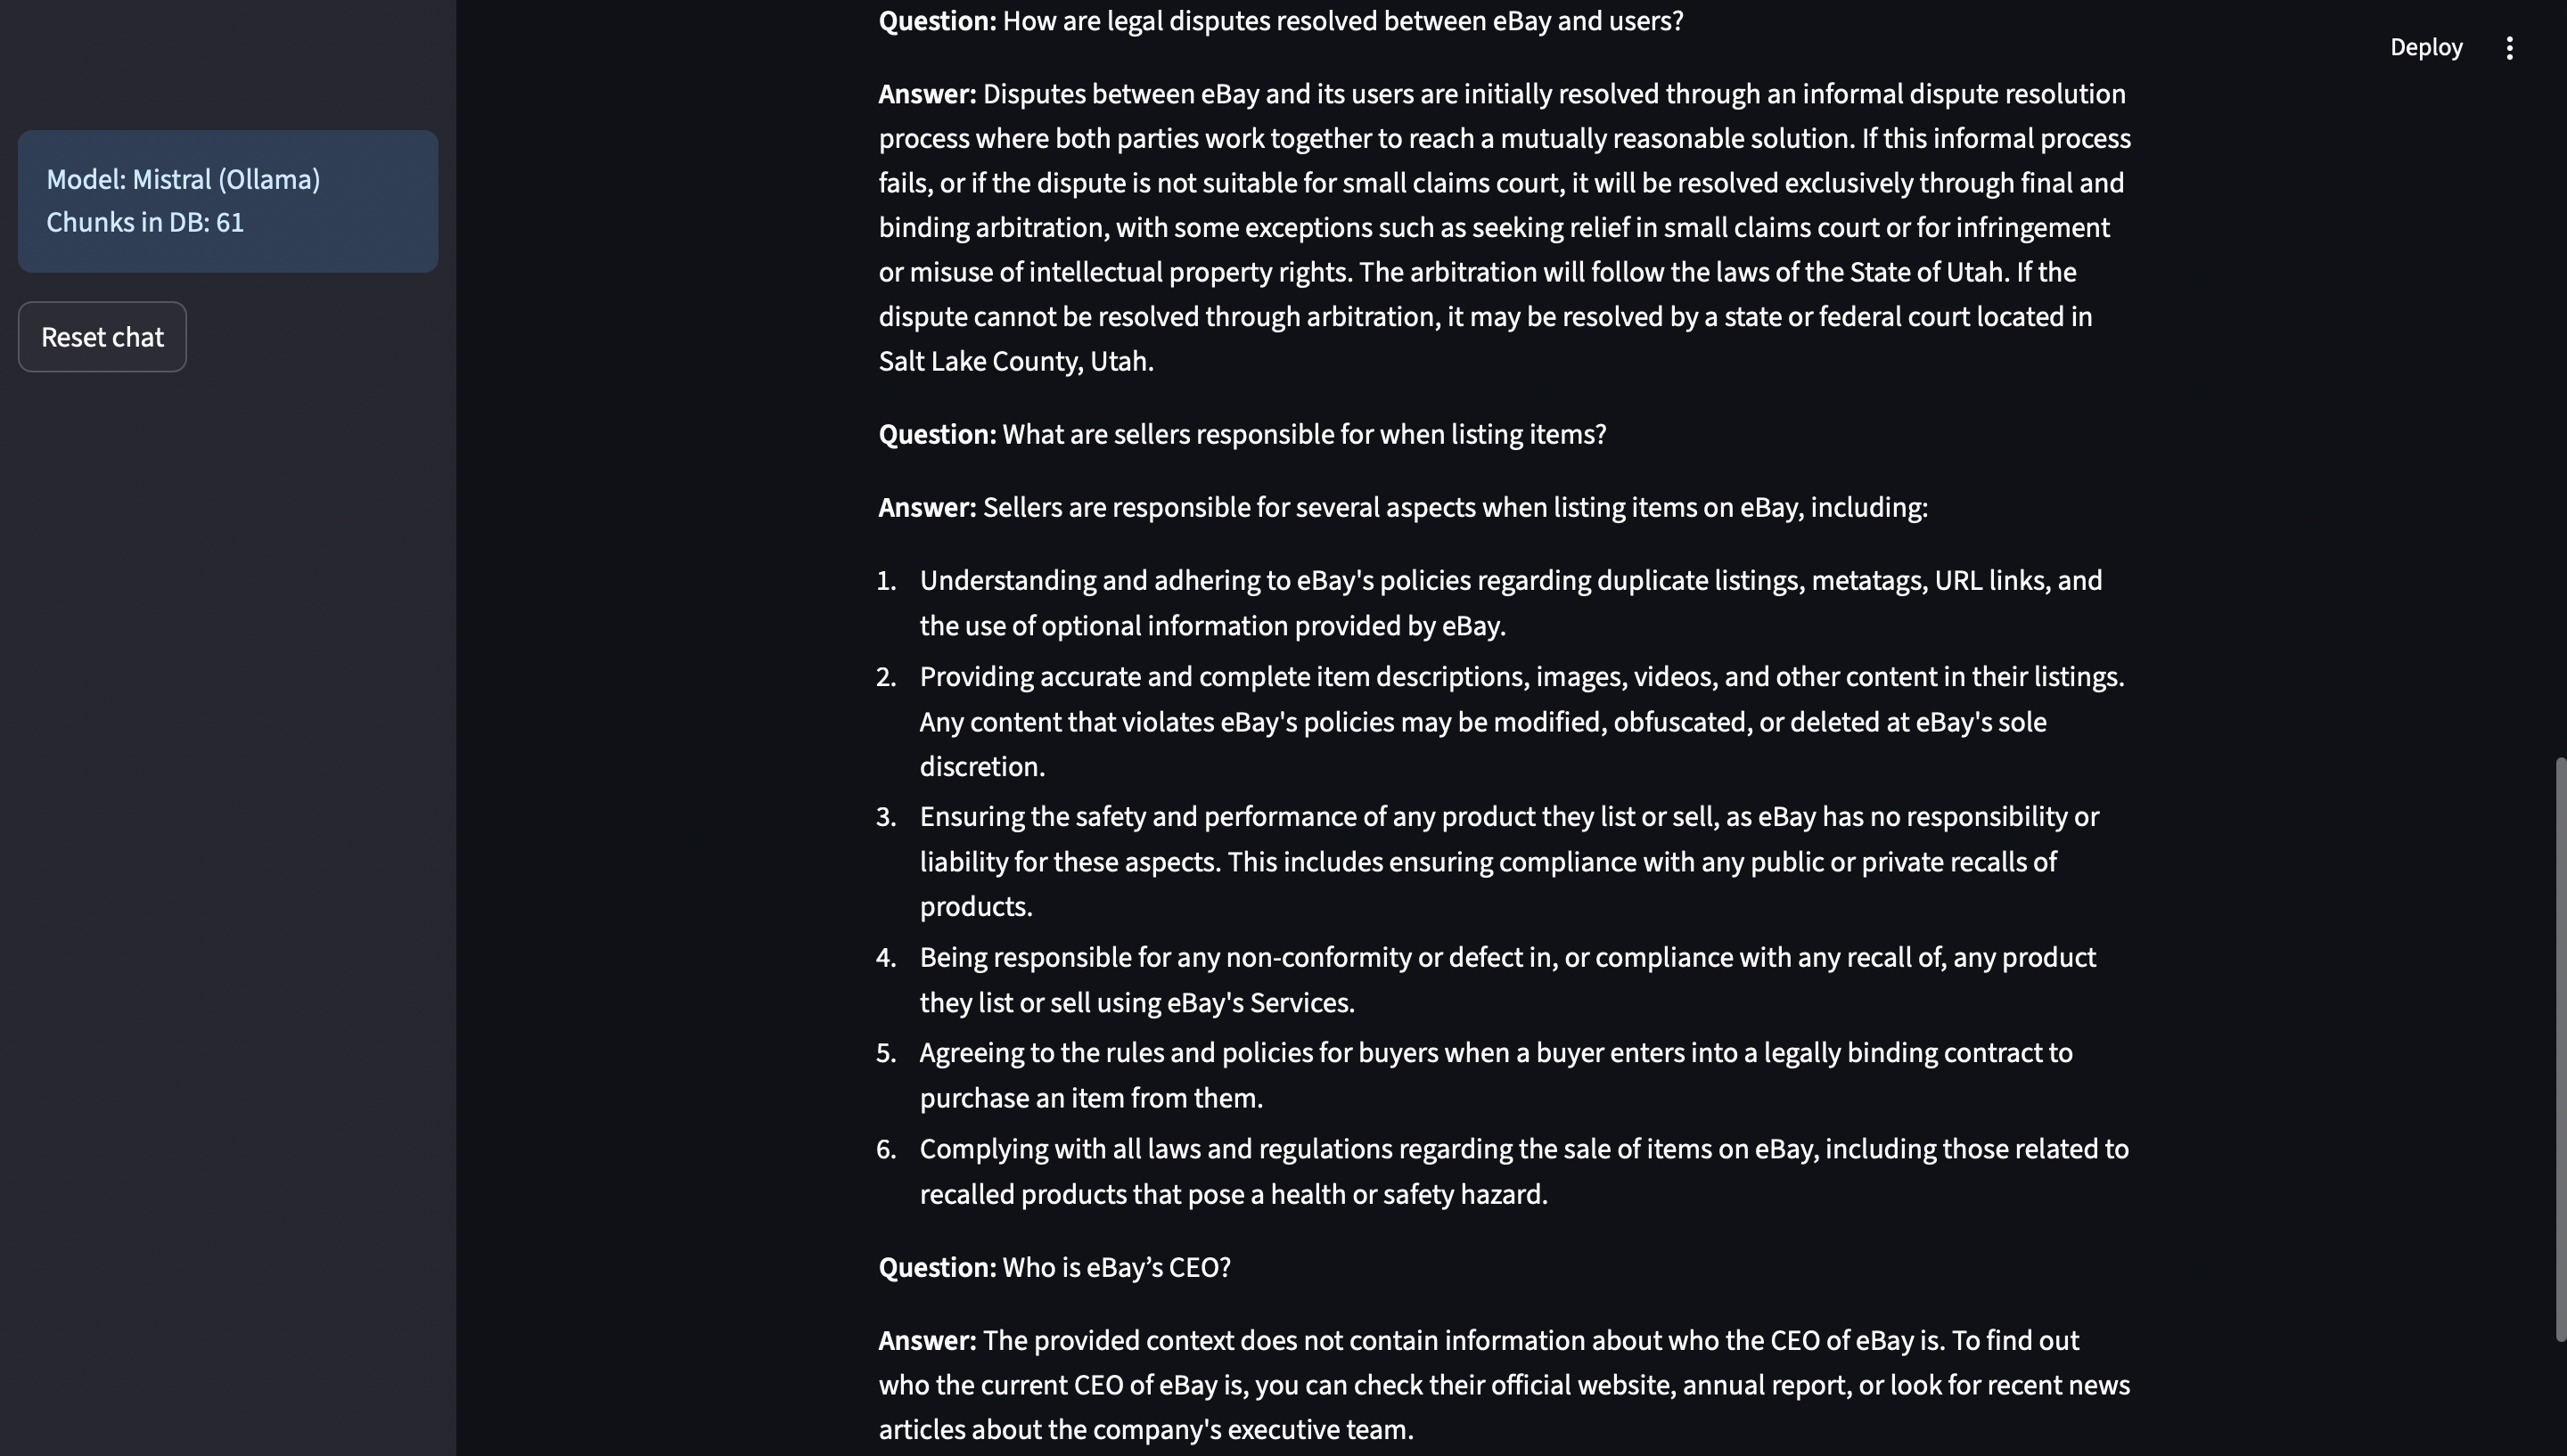 Deploy
Model: Mistral (Ollama)
Chunks in DB: 61
Reset chat
Question: How are legal disputes resolved between eBay and users?
Answer: Disputes between eBay and its users are initially resolved through an informal dispute resolution
process where both parties work together to reach a mutually reasonable solution. If this informal process
fails, or if the dispute is not suitable for small claims court, it will be resolved exclusively through final and
binding arbitration, with some exceptions such as seeking relief in small claims court or for infringement
or misuse of intellectual property rights. The arbitration will follow the laws of the State of Utah. If the
dispute cannot be resolved through arbitration, it may be resolved by a state or federal court located in
Salt Lake County, Utah.
Question: What are sellers responsible for when listing items?
Answer: Sellers are responsible for several aspects when listing items on eBay, including:
1. Understanding and adhering to eBay's policies regarding duplicate listings, metatags, URL links, and
the use of optional information provided by eBay.
2. Providing accurate and complete item descriptions, images, videos, and other content in their listings.
Any content that violates eBay's policies may be modified, obfuscated, or deleted at eBay's sole
discretion.
3. Ensuring the safety and performance of any product they list or sell, as eBay has no responsibility or
liability for these aspects. This includes ensuring compliance with any public or private recalls of
products.
4. Being responsible for any non-conformity or defect in, or compliance with any recall of, any product
they list or sell using eBay's Services.
5. Agreeing to the rules and policies for buyers when a buyer enters into a legally binding contract to
purchase an item from them.
6. Complying with all laws and regulations regarding the sale of items on eBay, including those related to
recalled products that pose a health or safety hazard.
Question: Who is eBay’s CEO?
Answer: The provided context does not contain information about who the CEO of eBay is. To find out
who the current CEO of eBay is, you can check their official website, annual report, or look for recent news
articles about the company's executive team.